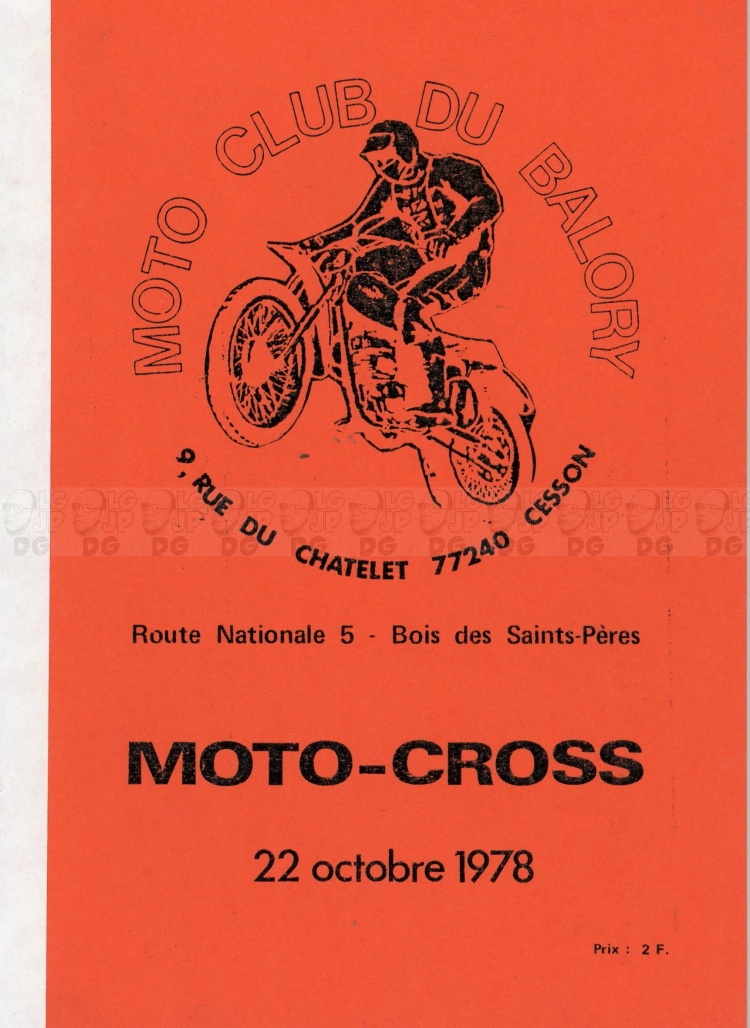 MOTO CLUB DU BALORY
9, RUE DU CHATELET 77240 CESSON
Route Nationale 5 - Bois des Saints-Pères
MOTO-CROSS
22 octobre 1978
Prix : 2 F.